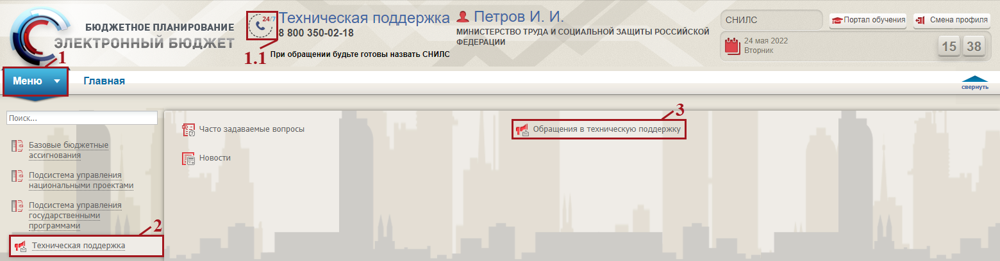 БЮДЖЕТНОЕ ПЛАНИРОВАНИЕ
ЭЛЕКТРОННЫЙ БЮДЖЕТ
24/7
Техническая поддержка
8 800 350-02-18
1.1
При обращении будьте готовы назвать СНИЛС
Петров И. И.
МИНИСТЕРСТВО ТРУДА И СОЦИАЛЬНОЙ ЗАЩИТЫ РОССИЙСКОЙ
ФЕДЕРАЦИИ
СНИЛС
Портал обучения
Смена профиля
24 мая 2022
Вторник
15 38
1
Меню
Главная
свернуть
Поиск...
Базовые бюджетные
ассигнования
Подсистема управления
национальными проектами
Подсистема управления
государственными
программами
2
Техническая поддержка
Часто задаваемые вопросы
Новости
3
Обращения в техническую поддержку